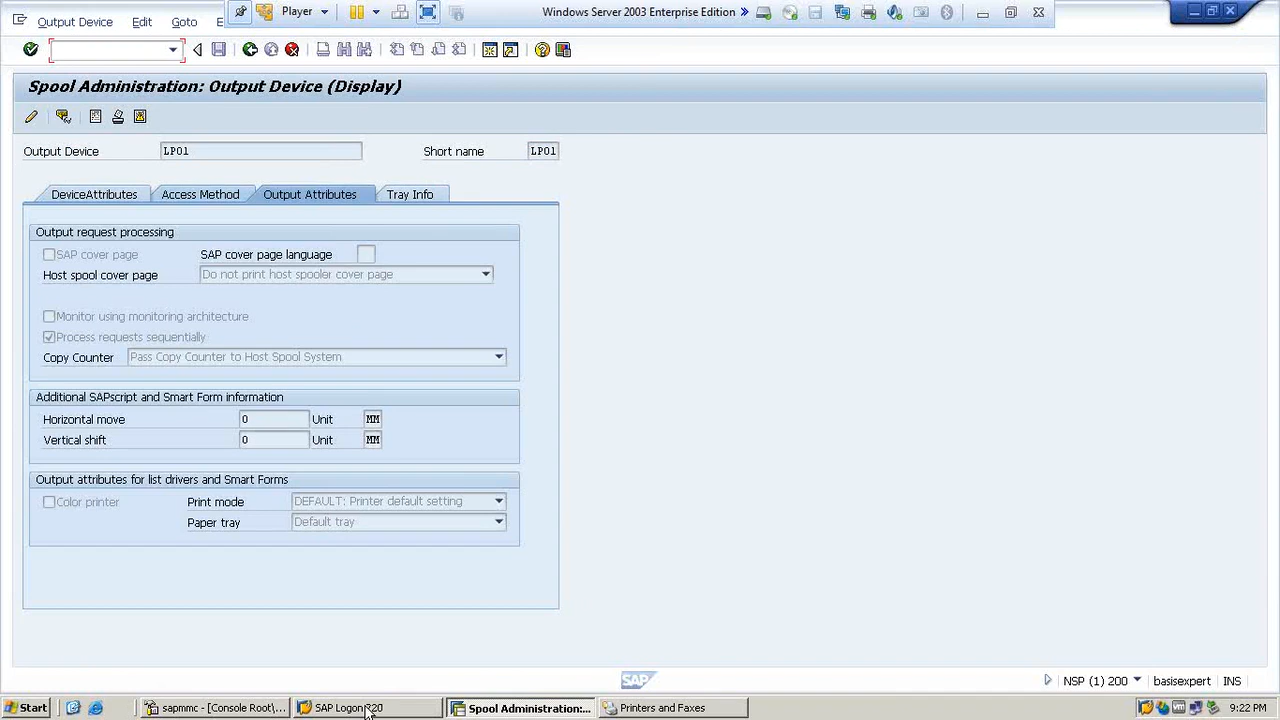 Player
Windows Server 2003 Enterprise Edition »
Output Device Edit Goto
Spool Administration: Output Device (Display)
Output Device LP01 Short name LP01
DeviceAttributes Access Method Output Attributes Tray Info
Output request processing
SAP cover page SAP cover page language
Host spool cover page Do not print host spooler cover page
Monitor using monitoring architecture
Process requests sequentially
Copy Counter Pass Copy Counter to Host Spool System
Additional SAPscript and Smart Form information
Horizontal move 0 Unit MM
Vertical shift 0 Unit MM
Output attributes for list drivers and Smart Forms
Color printer Print mode DEFAULT: Printer default setting
Paper tray Default tray
SAP NSP (1) 200 basisexpert INS
Start sapmmc - [Console Root\... SAP Logon 720 Spool Administration:... Printers and Faxes 9:22 PM